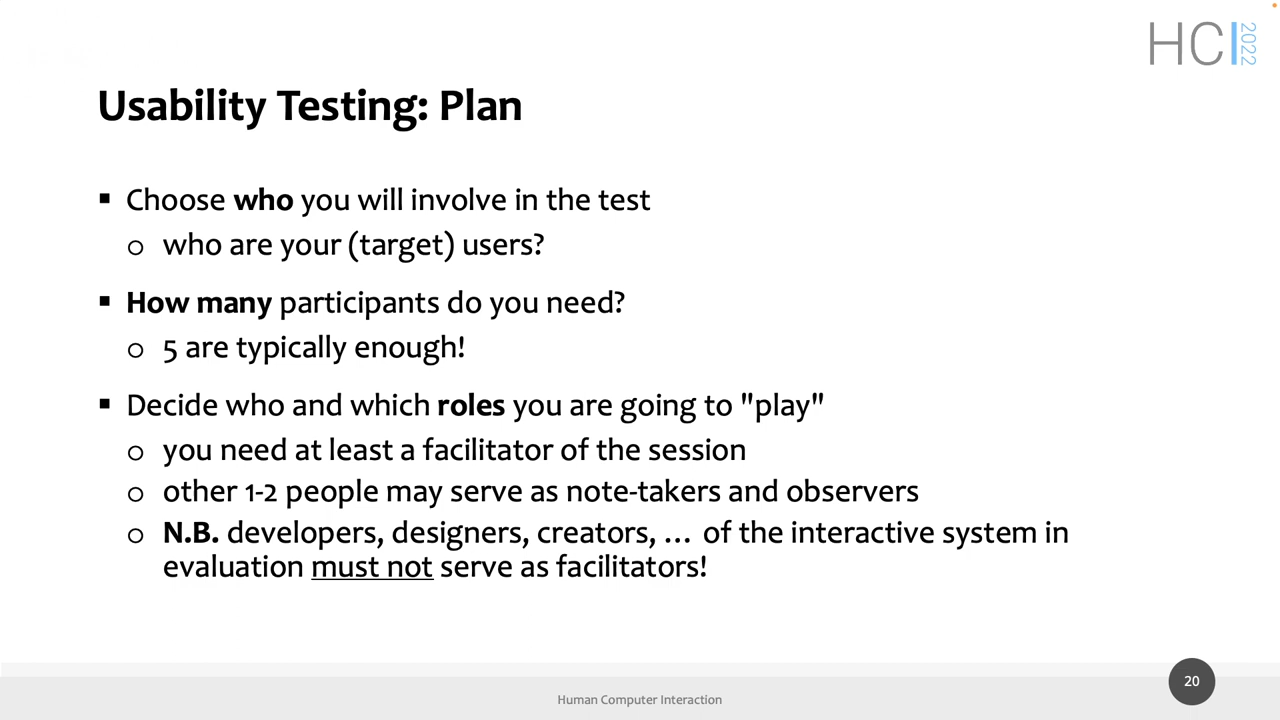 HCI 2022
Usability Testing: Plan
▪ Choose who you will involve in the test
o who are your (target) users?
▪ How many participants do you need?
o 5 are typically enough!
▪ Decide who and which roles you are going to "play"
o you need at least a facilitator of the session
o other 1-2 people may serve as note-takers and observers
o N.B. developers, designers, creators, … of the interactive system in
evaluation must not serve as facilitators!
20
Human Computer Interaction